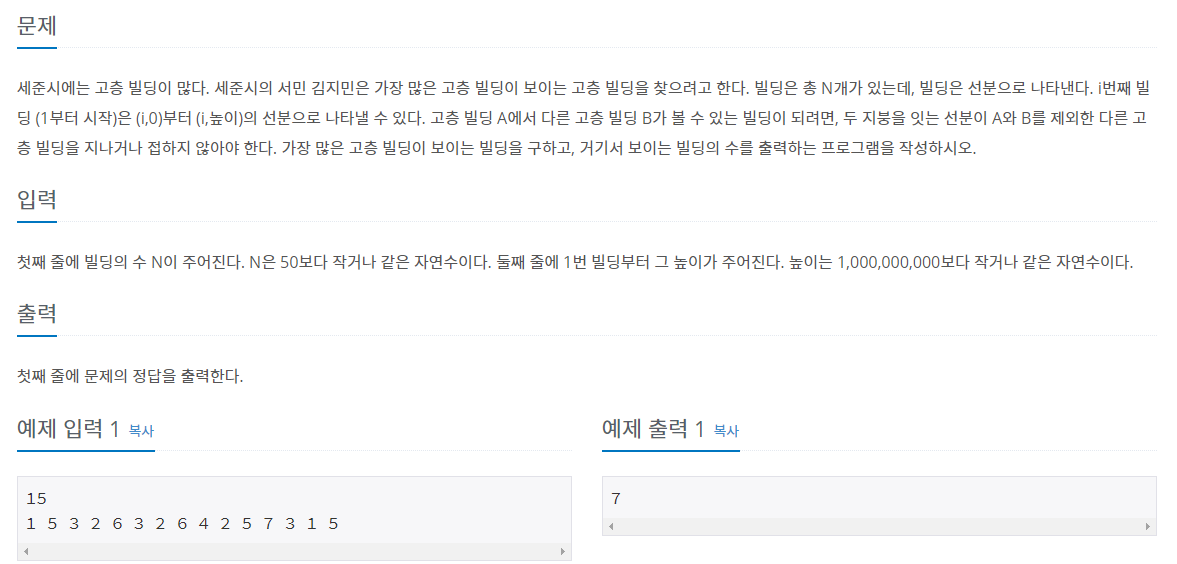 문제
세준시에는 고층 빌딩이 많다. 세준시의 서민 김지민은 가장 많은 고층 빌딩이 보이는 고층 빌딩을 찾으려고 한다. 빌딩은 총 N개가 있는데, 빌딩은 선분으로 나타낸다. i번째 빌
딩 (1부터 시작)은 (i,0)부터 (i,높이)의 선분으로 나타낼 수 있다. 고층 빌딩 A에서 다른 고층 빌딩 B가 볼 수 있는 빌딩이 되려면, 두 지붕을 잇는 선분이 A와 B를 제외한 다른 고
층 빌딩을 지나거나 접하지 않아야 한다. 가장 많은 고층 빌딩이 보이는 빌딩을 구하고, 거기서 보이는 빌딩의 수를 출력하는 프로그램을 작성하시오.
입력
첫째 줄에 빌딩의 수 N이 주어진다. N은 50보다 작거나 같은 자연수이다. 둘째 줄에 1번 빌딩부터 그 높이가 주어진다. 높이는 1,000,000,000보다 작거나 같은 자연수이다.
출력
첫째 줄에 문제의 정답을 출력한다.
예제 입력 1 복사
15
1 5 3 2 6 3 2 6 4 2 5 7 3 1 5
예제 출력 1 복사
7